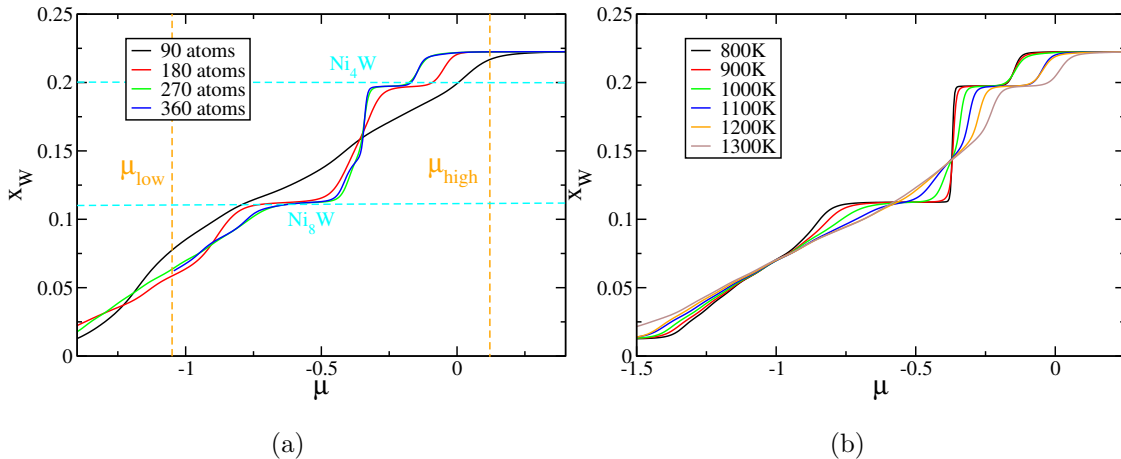 0.25
0.2
0.15
0.1
0.05
0
x_W
90 atoms
180 atoms
270 atoms
360 atoms
Ni₄W
Ni₈W
μ_low
μ_high
-1
-0.5
0
μ
(a)
0.25
0.2
0.15
0.1
0.05
0
x_W
800K
900K
1000K
1100K
1200K
1300K
-1.5
-1
-0.5
0
μ
(b)